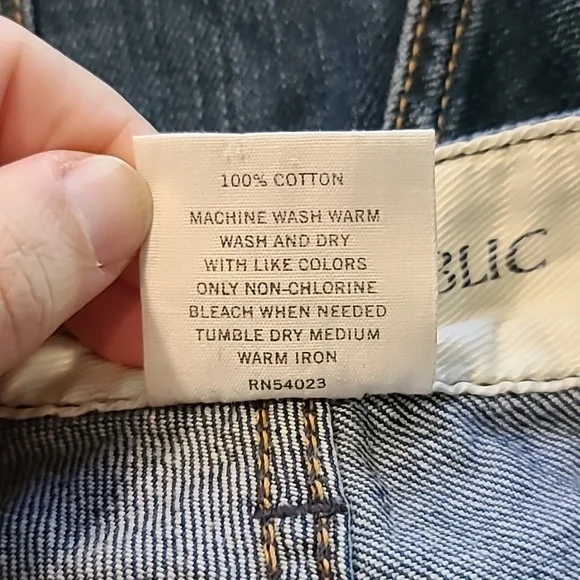 100% COTTON
MACHINE WASH WARM
WASH AND DRY
WITH LIKE COLORS
ONLY NON-CHLORINE
BLEACH WHEN NEEDED
TUMBLE DRY MEDIUM
WARM IRON
RN54023
BLIC